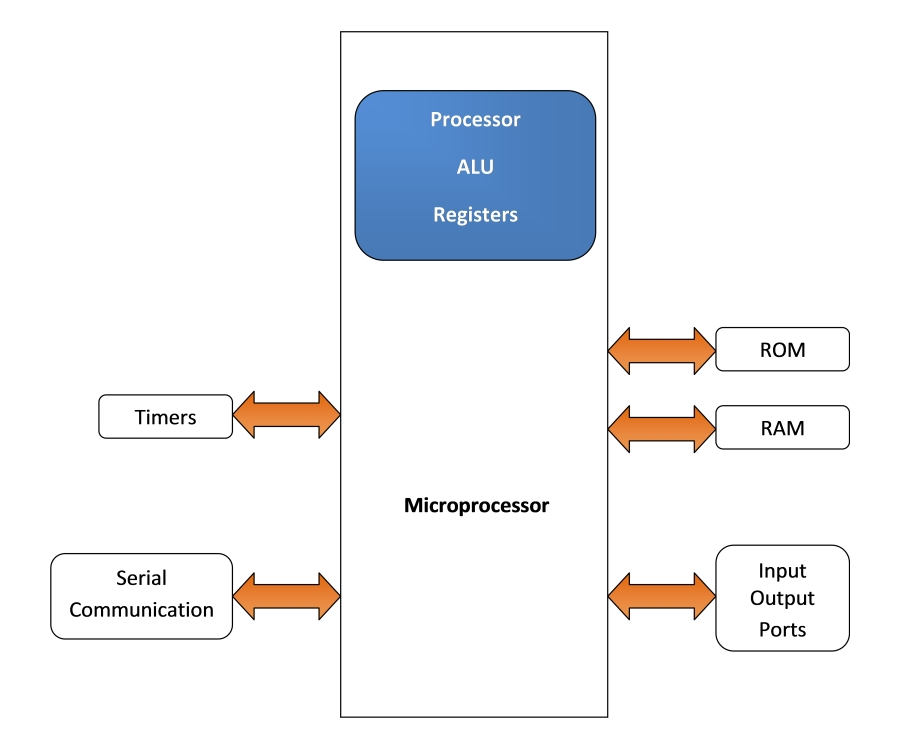 Processor
ALU
Registers
ROM
Timers
RAM
Microprocessor
Serial
Communication
Input
Output
Ports